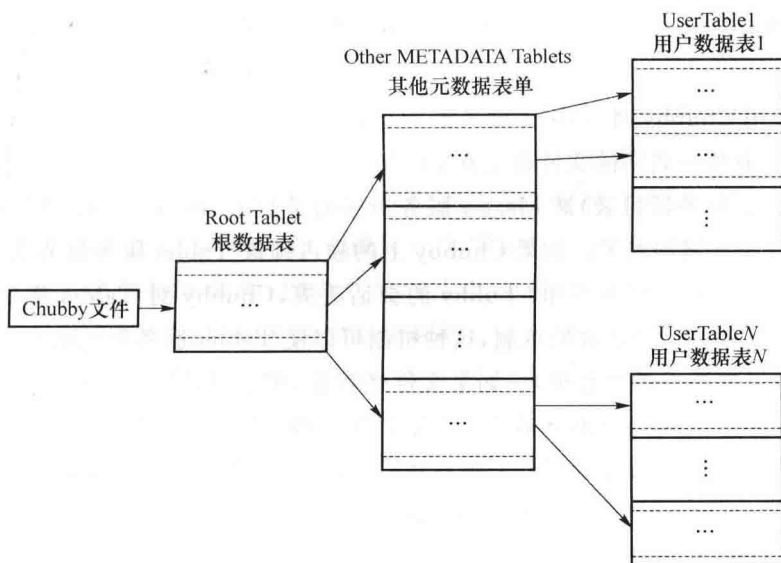 UserTable1
用户数据表1
Other METADATA Tablets
其他元数据表单
...
...
...
⋮
Root Tablet
根数据表
...
Chubby文件
⋮
...
UserTableN
用户数据表N
...
⋮
...